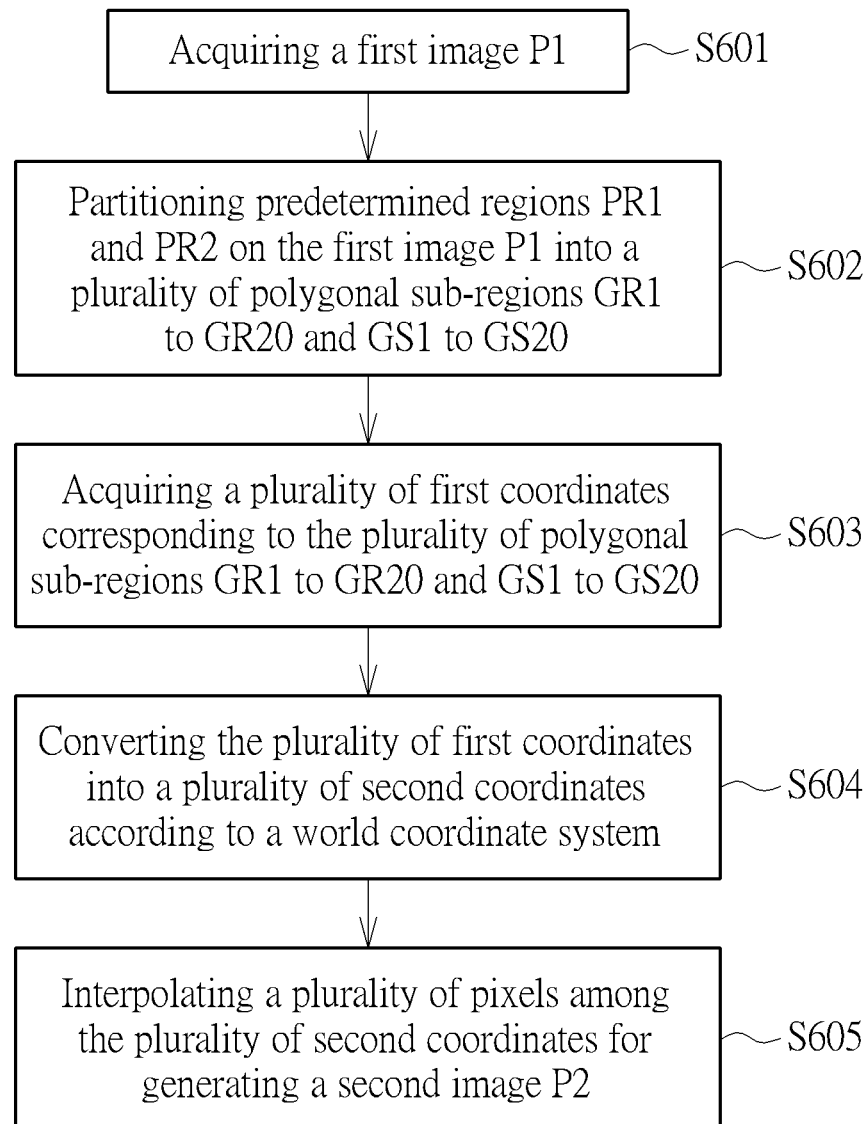 Acquiring a first image P1
S601
Partitioning predetermined regions PR1
and PR2 on the first image P1 into a
plurality of polygonal sub-regions GR1
to GR20 and GS1 to GS20
S602
Acquiring a plurality of first coordinates
corresponding to the plurality of polygonal
sub-regions GR1 to GR20 and GS1 to GS20
S603
Converting the plurality of first coordinates
into a plurality of second coordinates
according to a world coordinate system
S604
Interpolating a plurality of pixels among
the plurality of second coordinates for
generating a second image P2
S605